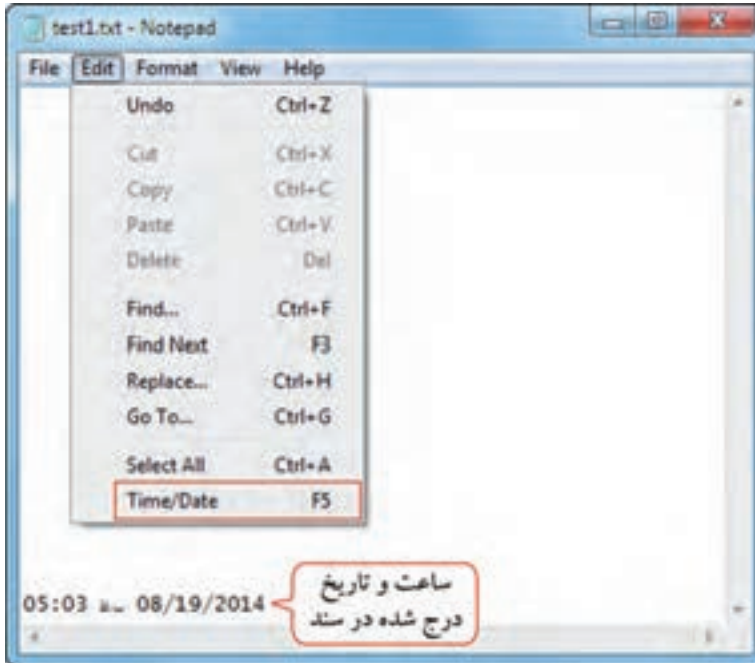 test1.txt - Notepad
File Edit Format View Help
Undo Ctrl+Z
Cut Ctrl+X
Copy Ctrl+C
Paste Ctrl+V
Delete Del
Find... Ctrl+F
Find Next F3
Replace... Ctrl+H
Go To... Ctrl+G
Select All Ctrl+A
Time/Date F5
05:03 08/19/2014
ساعت و تاریخ
درج شده در سند